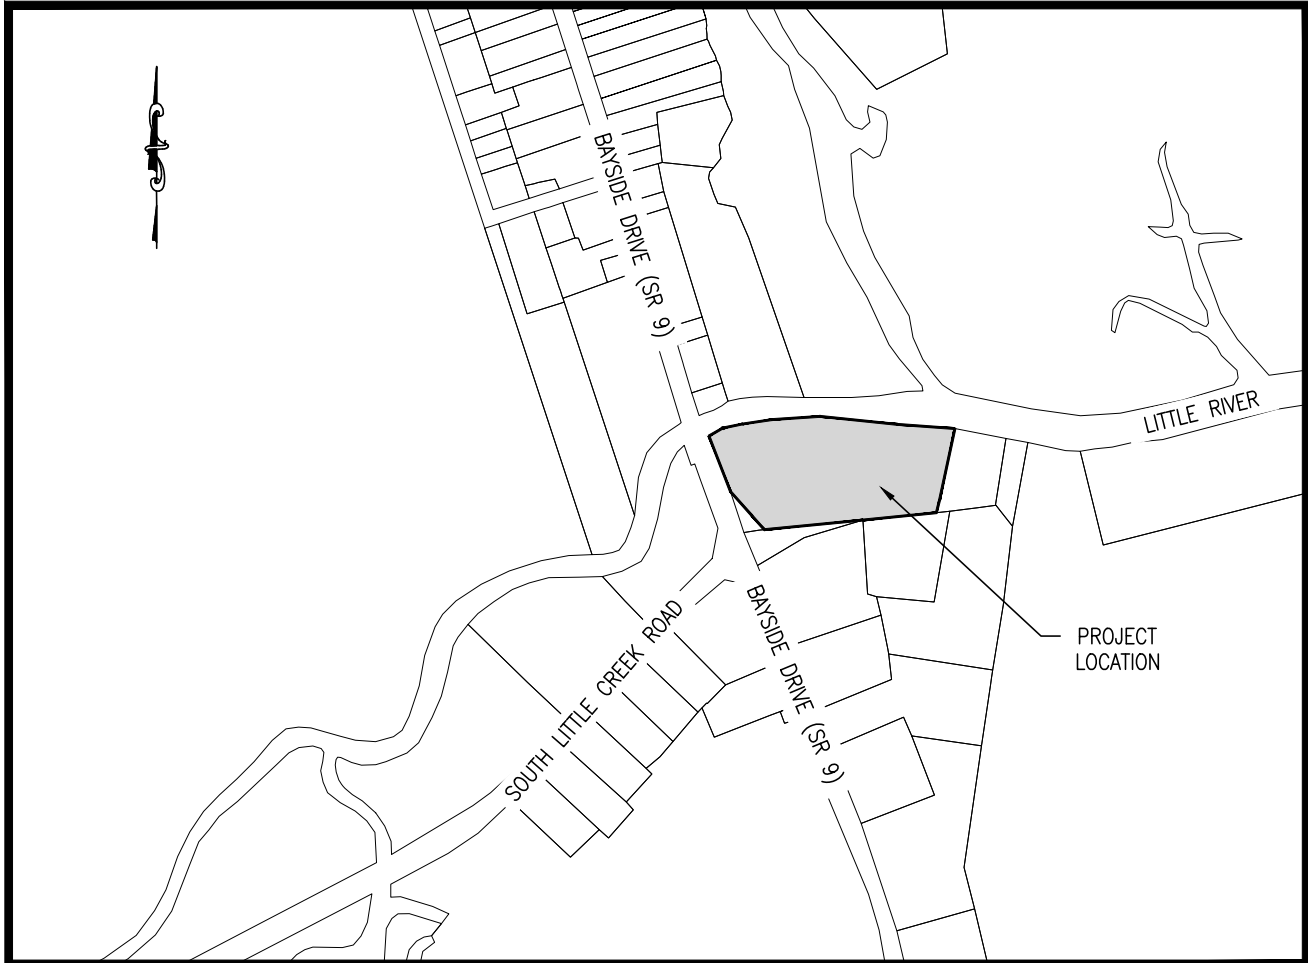 BAYSIDE DRIVE (SR 9)
LITTLE RIVER
BAYSIDE DRIVE (SR 9)
SOUTH LITTLE CREEK ROAD
PROJECT
LOCATION